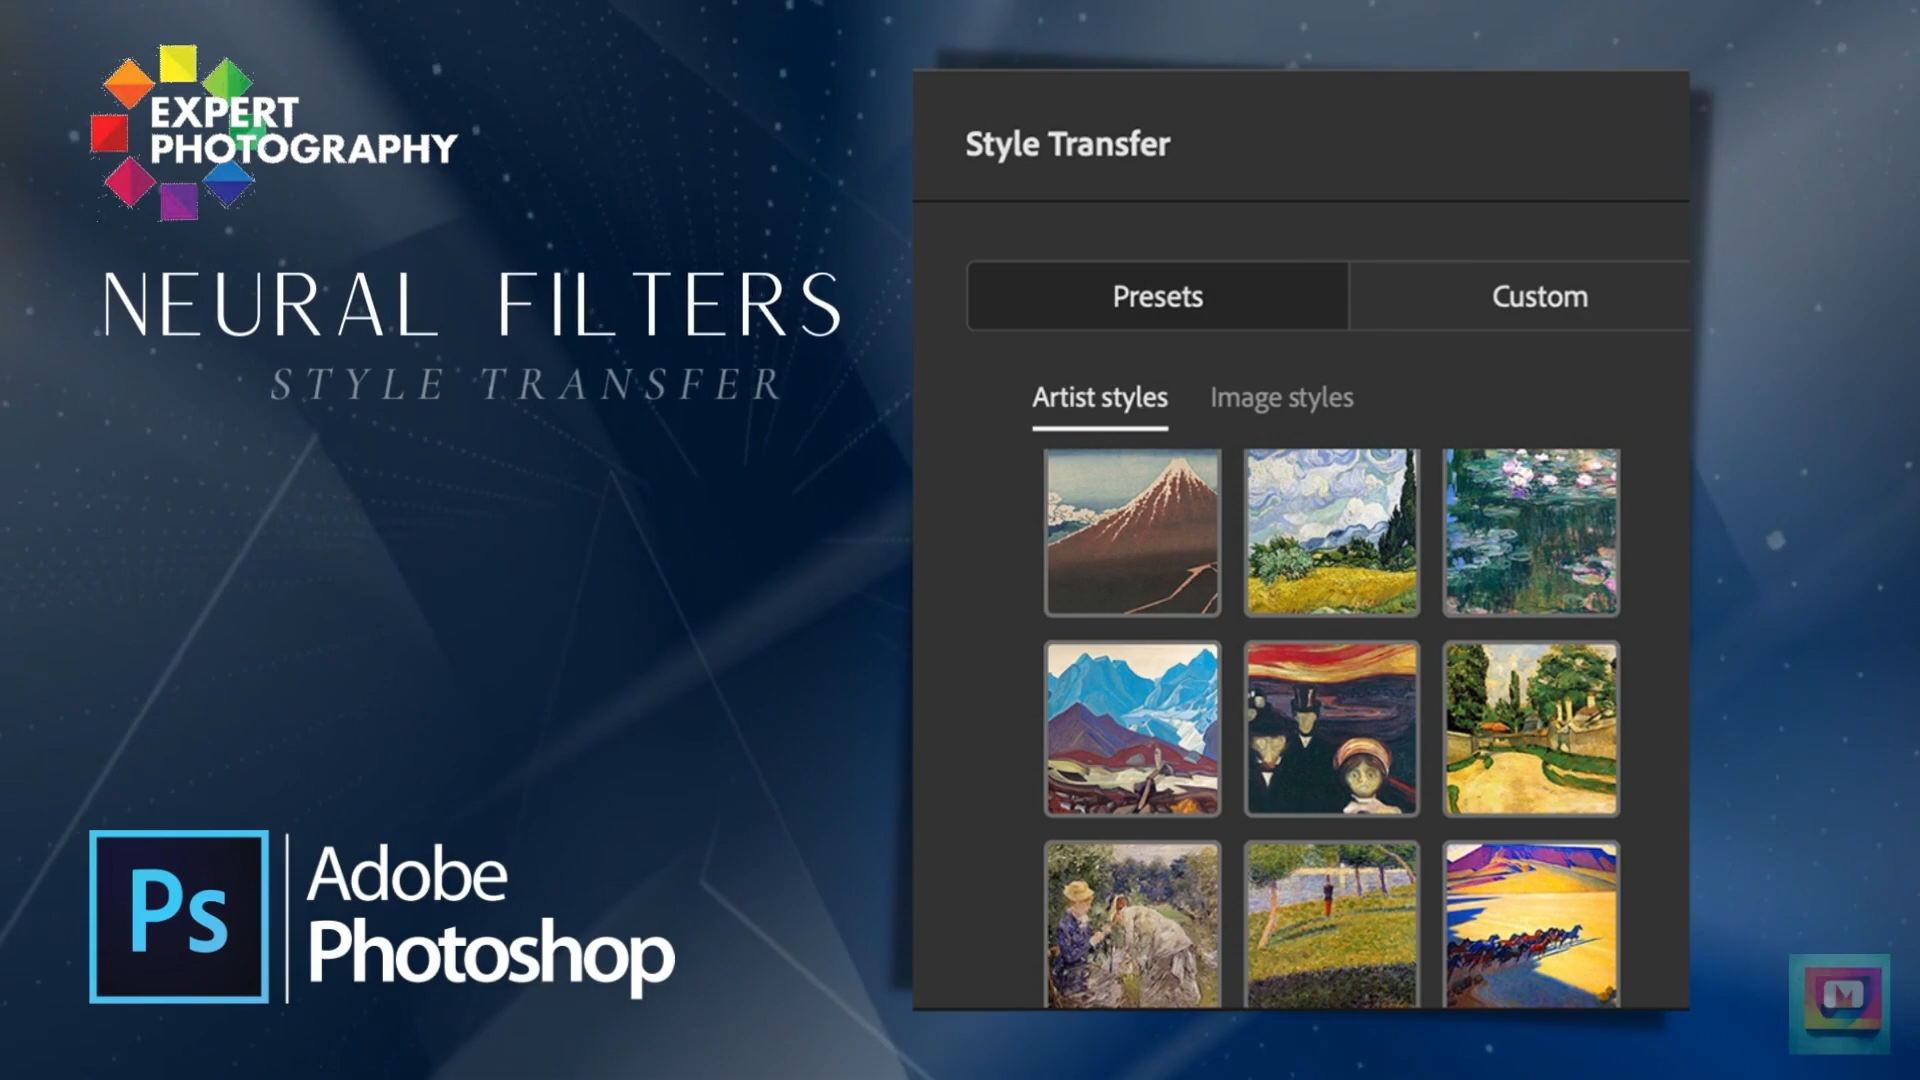 EXPERT
PHOTOGRAPHY
NEURAL FILTERS
STYLE TRANSFER
Style Transfer
Presets
Custom
Artist styles
Image styles
Ps
Adobe
Photoshop
M